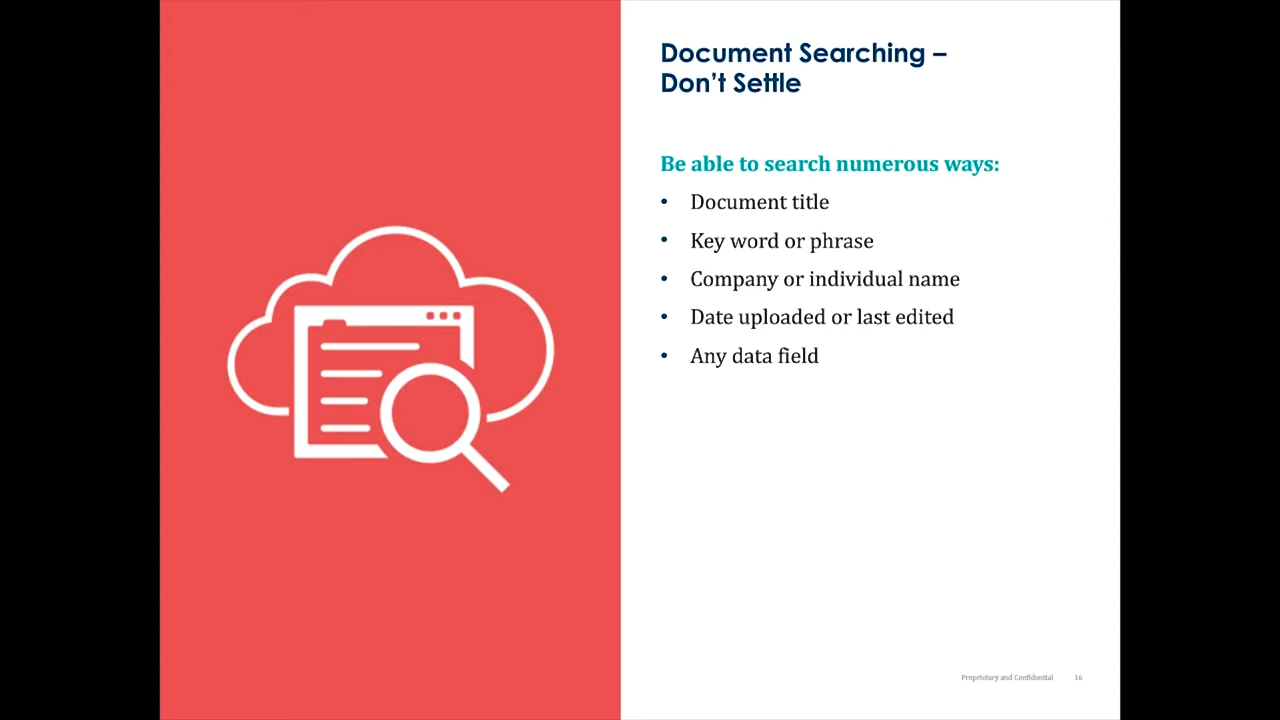 Document Searching –
Don't Settle
Be able to search numerous ways:
• Document title
• Key word or phrase
• Company or individual name
• Date uploaded or last edited
• Any data field
Proprietary and Confidential 16